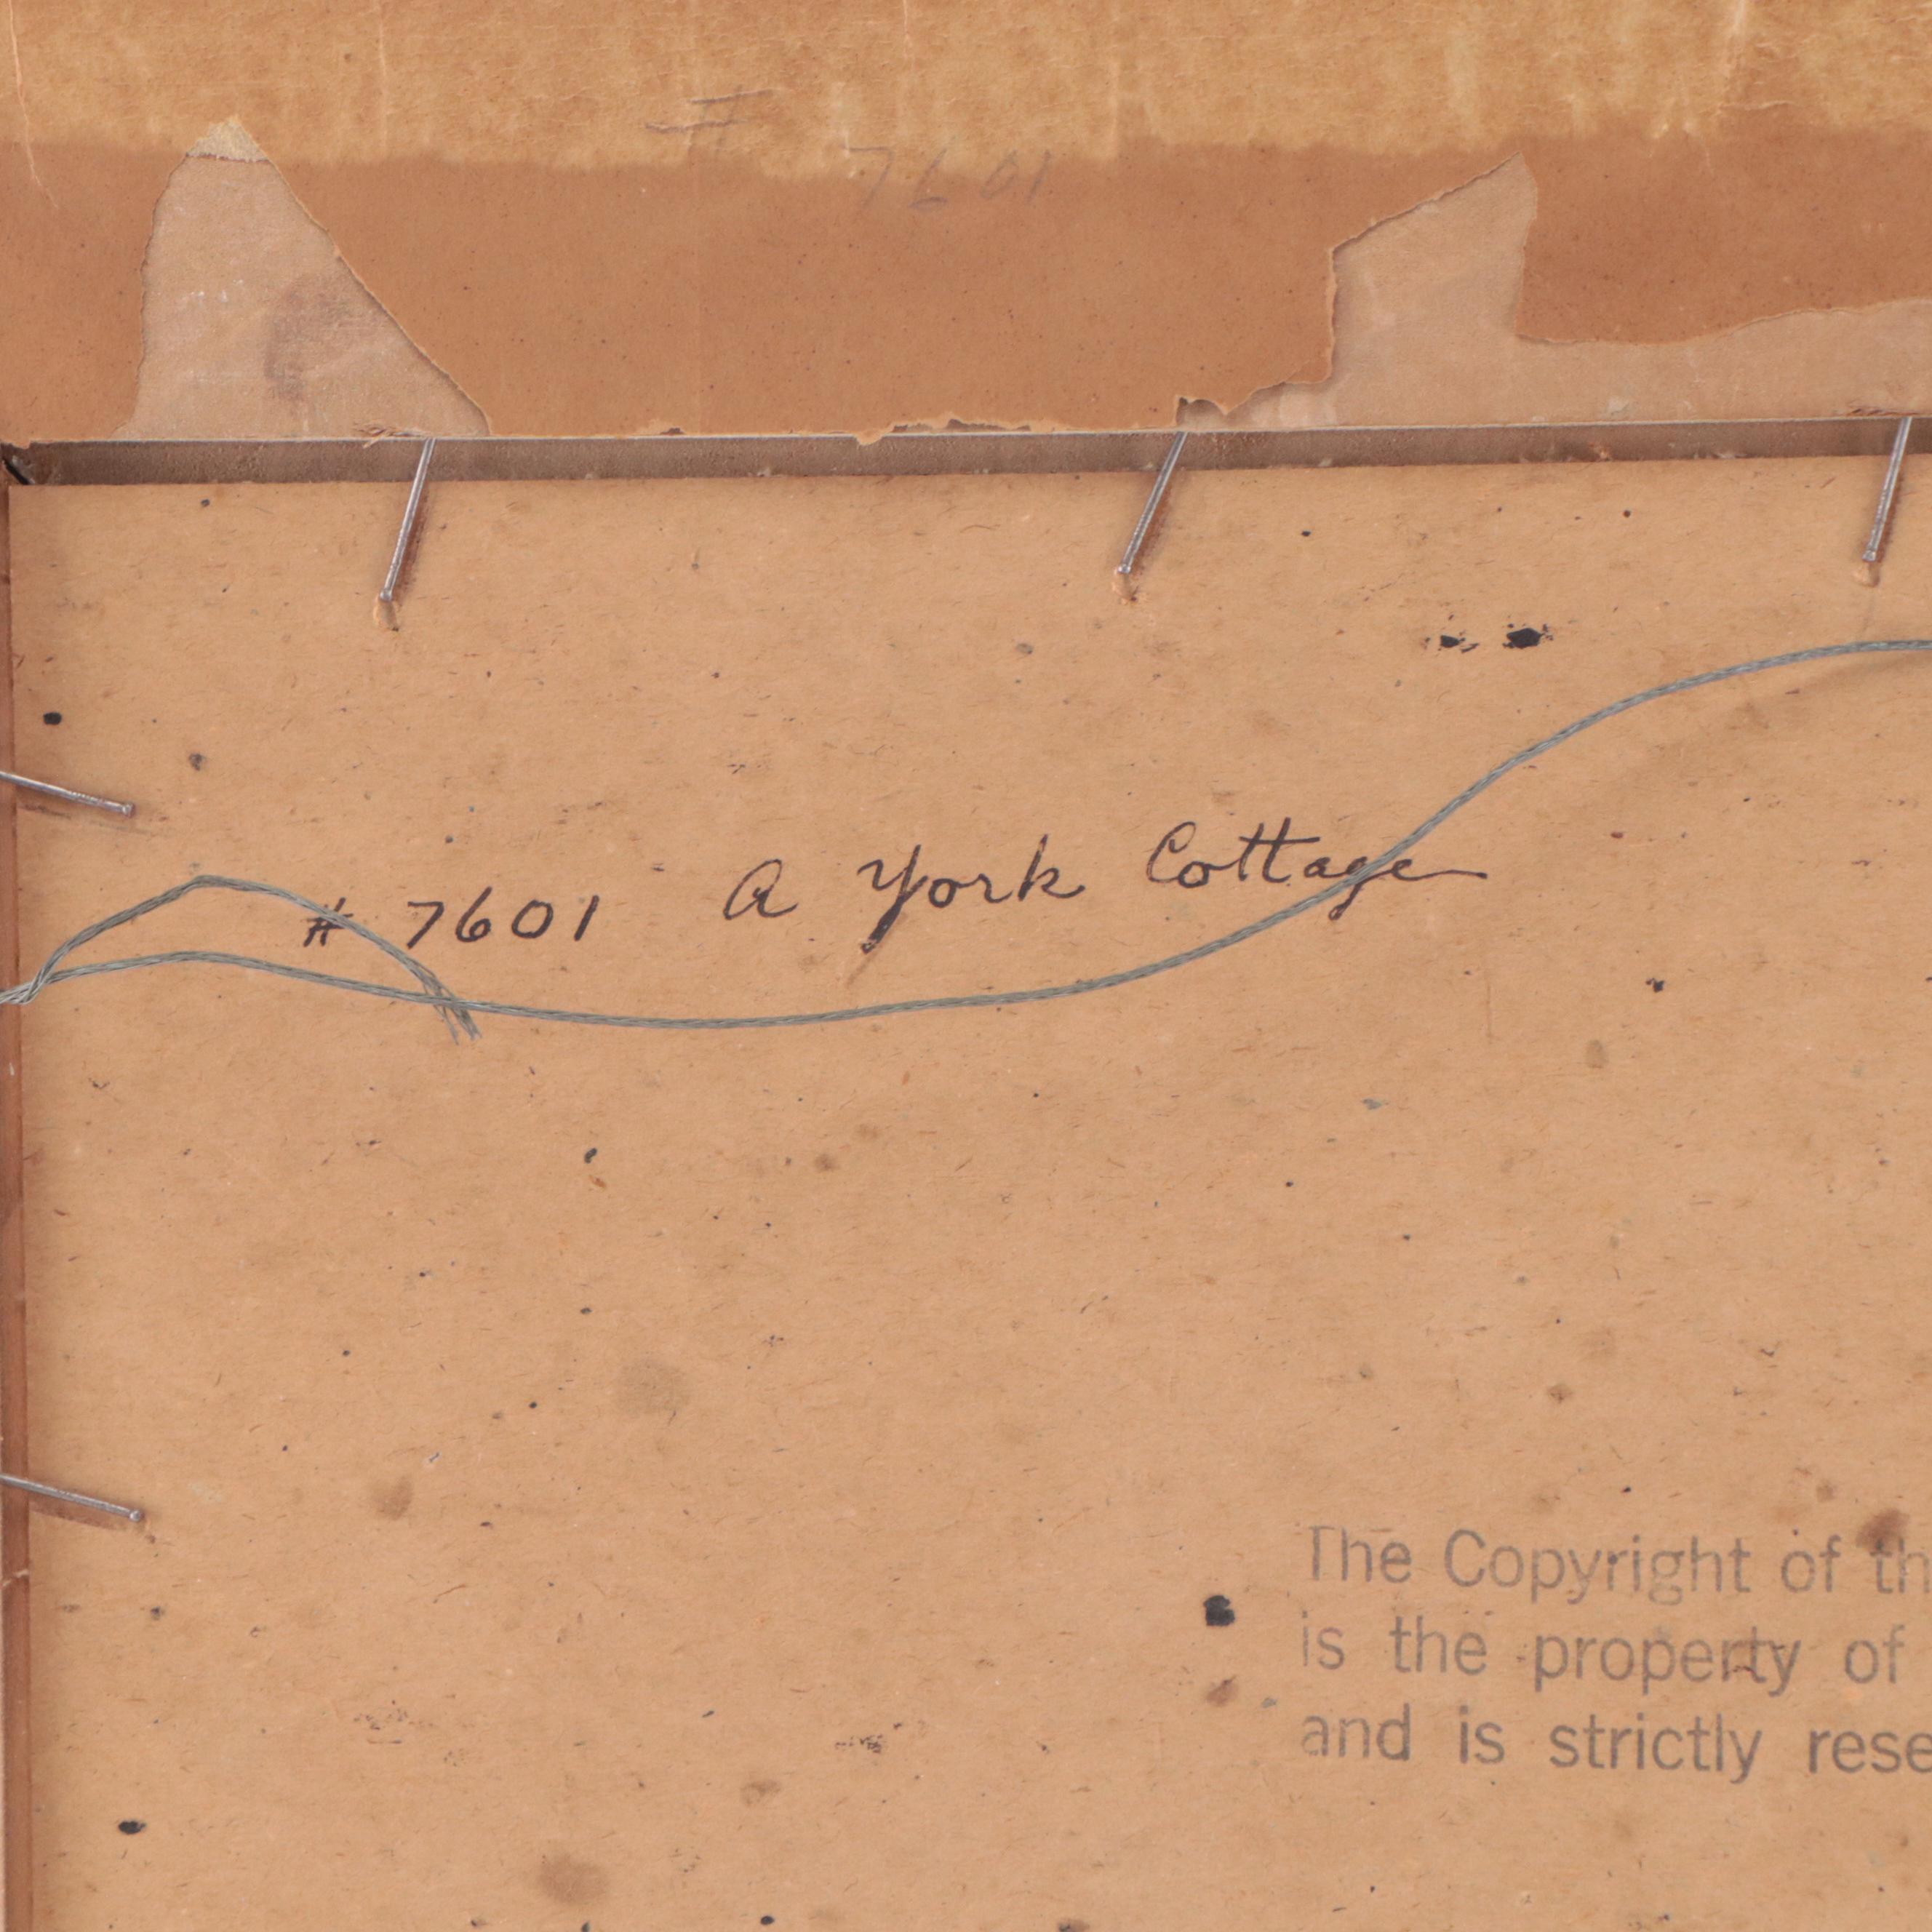 #
7601
# 7601 A York Cottage
The Copyright of th
is the property of
and is strictly rese